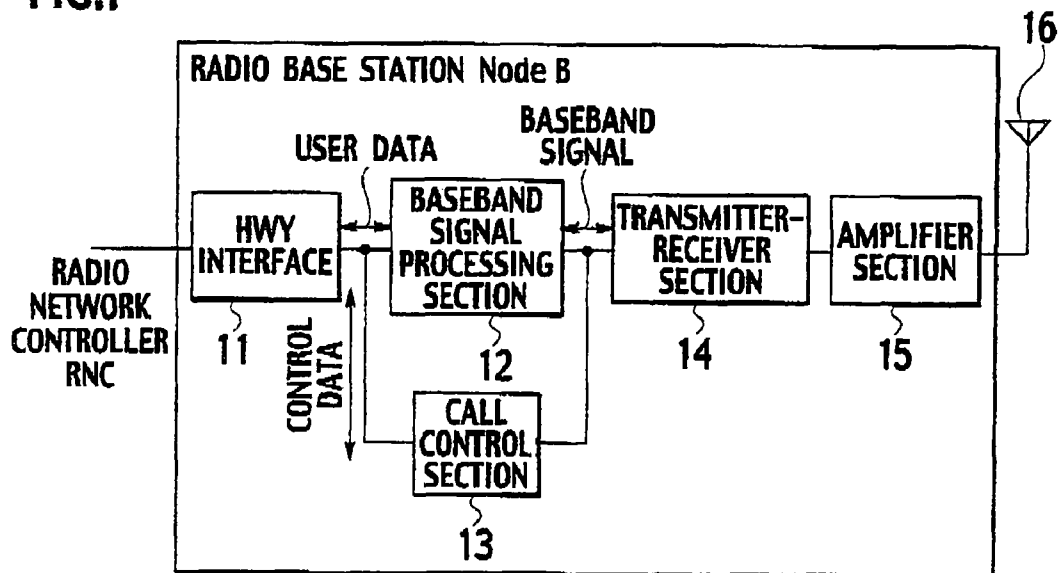 16
RADIO BASE STATION Node B
USER DATA
BASEBAND
SIGNAL
HWY
INTERFACE
11
BASEBAND
SIGNAL
PROCESSING
SECTION
12
TRANSMITTER-
RECEIVER
SECTION
14
AMPLIFIER
SECTION
15
RADIO
NETWORK
CONTROLLER
RNC
CONTROL
DATA
CALL
CONTROL
SECTION
13